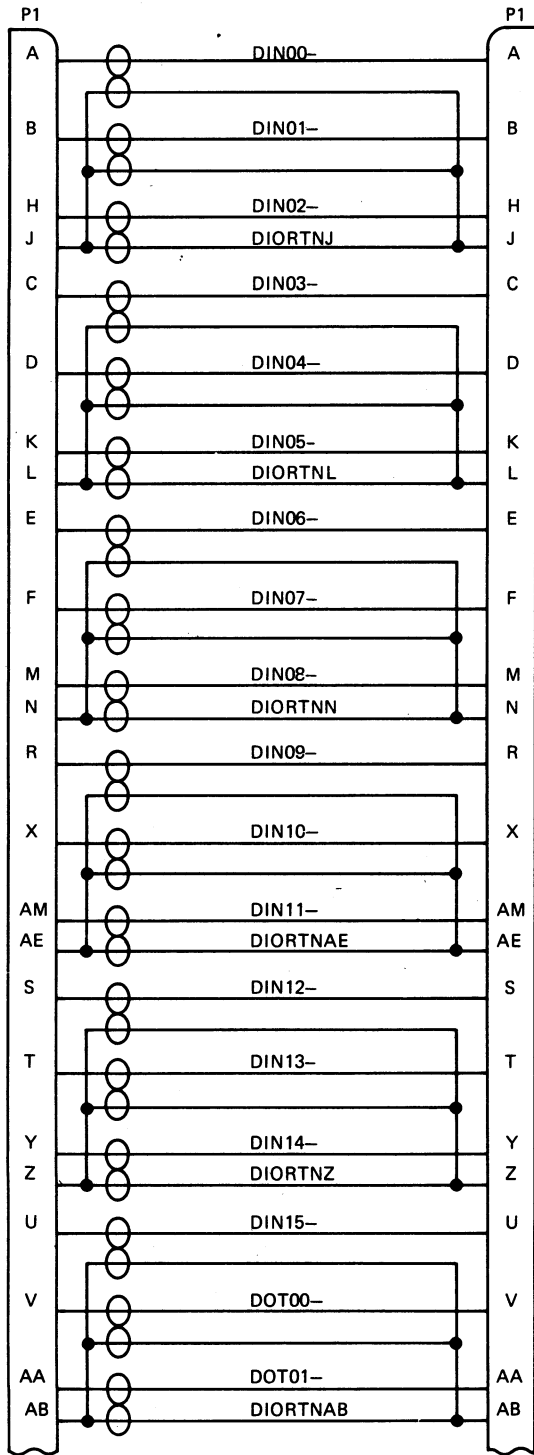 P1 P1
A DIN00– A
B DIN01– B
H DIN02– H
J DIORTNJ J
C DIN03– C
D DIN04– D
K DIN05- K
L DIORTNL L
E DIN06– E
F DIN07– F
M DIN08– M
N DIORTNN N
R DIN09– R
X DIN10– X
AM DIN11– AM
AE DIORTNAE AE
S DIN12– S
T DIN13– T
Y DIN14– Y
Z DIORTNZ Z
U DIN15– U
V DOT00– V
AA DOT01– AA
AB DIORTNAB AB